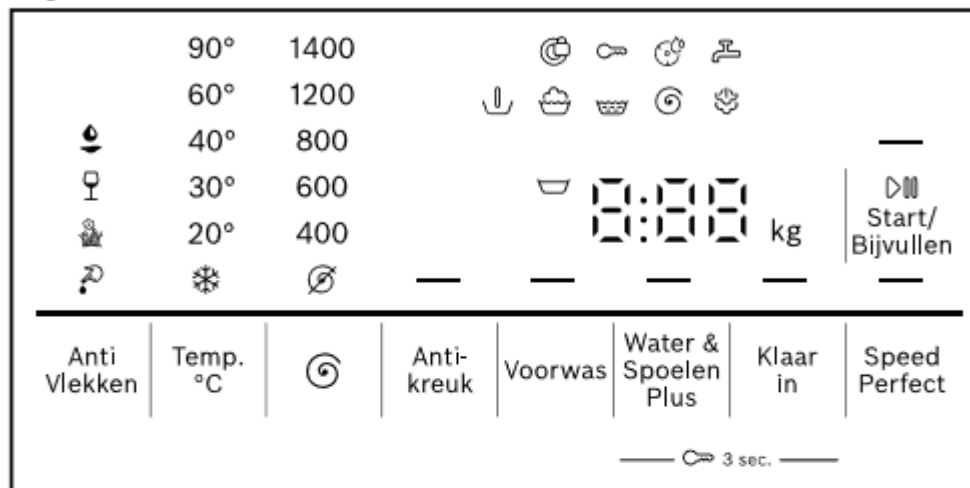 90° 1400
60° 1200
40° 800
30° 600
20° 400
8:88 kg
Start/
Bijvullen
Anti
Vlekken
Temp.
°C
Anti-
kreuk
Voorwas
Water &
Spoelen
Plus
Klaar
in
Speed
Perfect
3 sec.